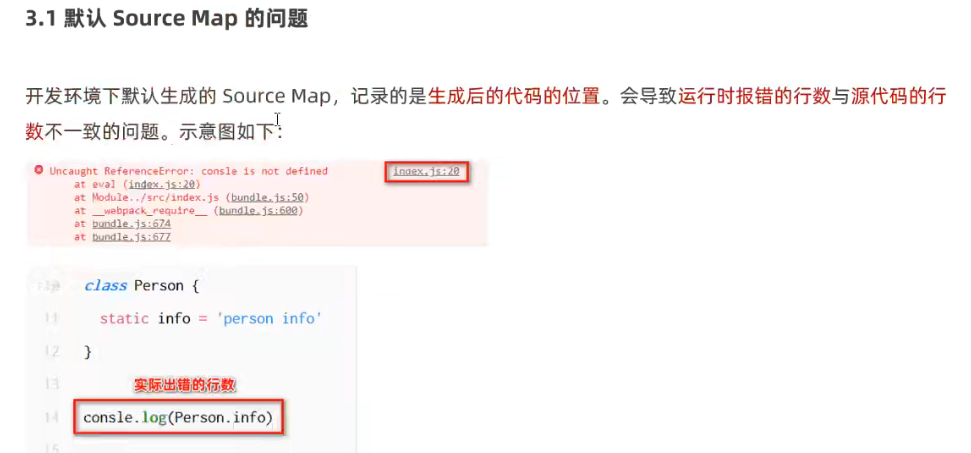 3.1 默认 Source Map 的问题
开发环境下默认生成的 Source Map，记录的是生成后的代码的位置。会导致运行时报错的行数与源代码的行
数不一致的问题。示意图如下：
Uncaught ReferenceError: consle is not defined index.js:20
at eval (index.js:20)
at Module../src/index.js (bundle.js:50)
at __webpack_require__ (bundle.js:600)
at bundle.js:674
at bundle.js:677
10 class Person {
11 static info = 'person info'
12 }
13 实际出错的行数
14 consle.log(Person.info)
15